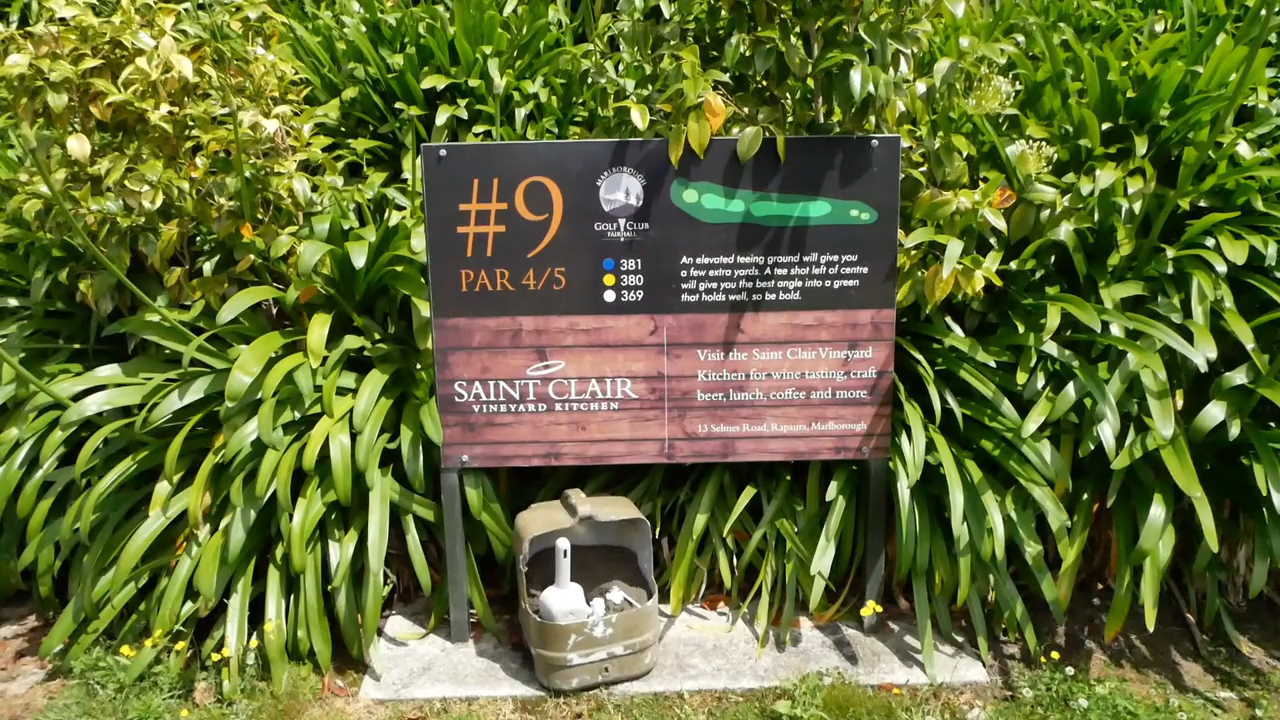 #9
PAR 4/5
MARLBOROUGH
GOLF CLUB
FAIRHALL
381
380
369
An elevated teeing ground will give you
a few extra yards. A tee shot left of centre
will give you the best angle into a green
that holds well, so be bold.
SAINT CLAIR
VINEYARD KITCHEN
Visit the Saint Clair Vineyard
Kitchen for wine tasting, craft
beer, lunch, coffee and more
13 Selmes Road, Rapaura, Marlborough